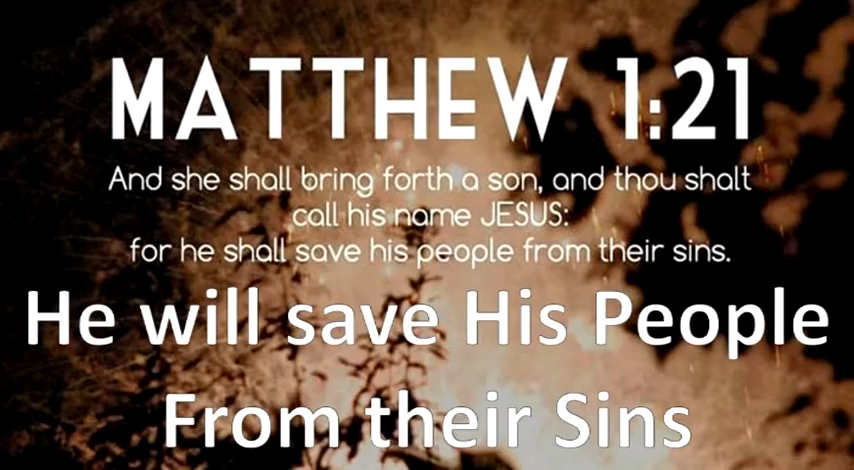 MATTHEW 1:21
And she shall bring forth a son, and thou shalt
call his name JESUS:
for he shall save his people from their sins.
He will save His People
From their Sins